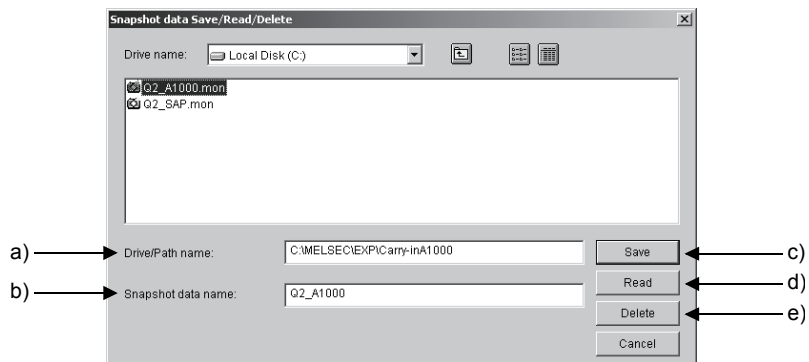 Snapshot data Save/Read/Delete
Drive name: Local Disk (C:)
Q2_A1000.mon
Q2_SAP.mon
a) Drive/Path name: C:\MELSEC\EXP\Carry-inA1000 Save c)
Read d)
b) Snapshot data name: Q2_A1000
Delete e)
Cancel